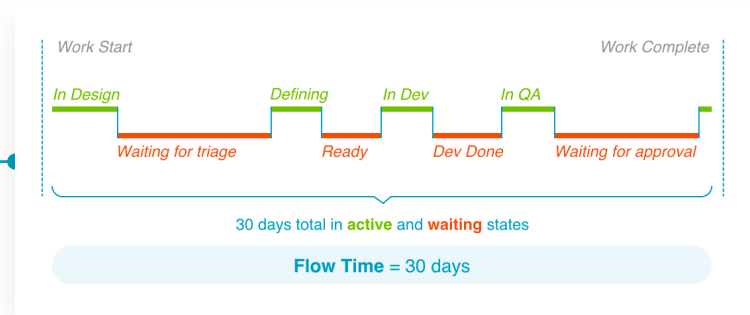 Work Start
Work Complete
In Design
Defining
In Dev
In QA
Waiting for triage
Ready
Dev Done
Waiting for approval
30 days total in active and waiting states
Flow Time = 30 days